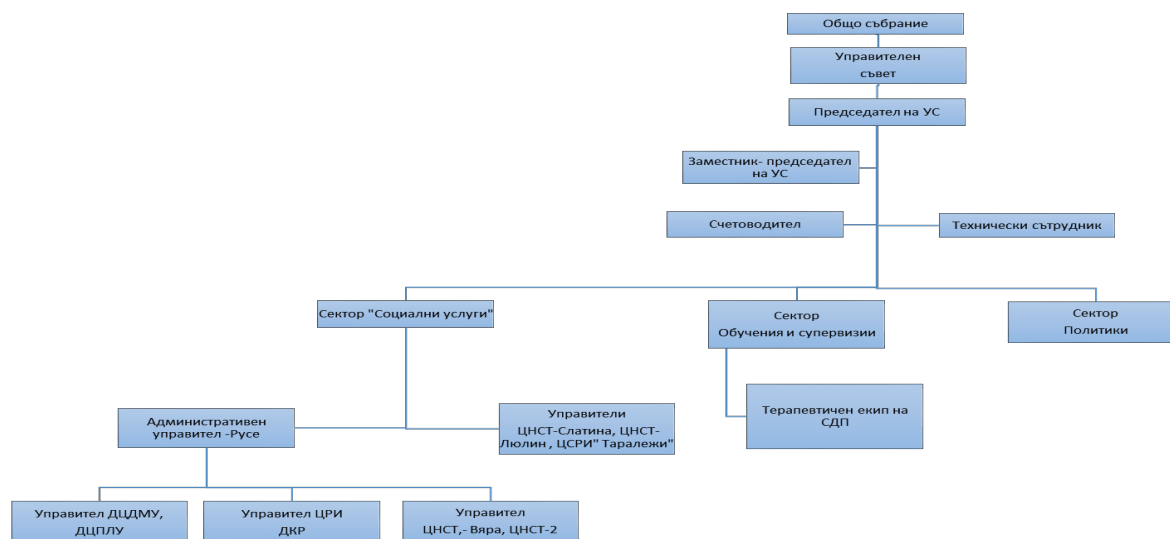 Общо събрание
Управителен
съвет
Председател на УС
Заместник- председател
на УС
Счетоводител
Технически сътрудник
Сектор "Социални услуги"
Сектор
Обучения и супервизии
Сектор
Политики
Административен
управител -Русе
Управители
ЦНСТ-Слатина, ЦНСТ-
Люлин , ЦСРИ" Таралежи"
Терапевтичен екип на
СДП
Управител ДЦДМУ,
ДЦПЛУ
Управител ЦРИ
ДКР
Управител
ЦНСТ,- Вяра, ЦНСТ-2